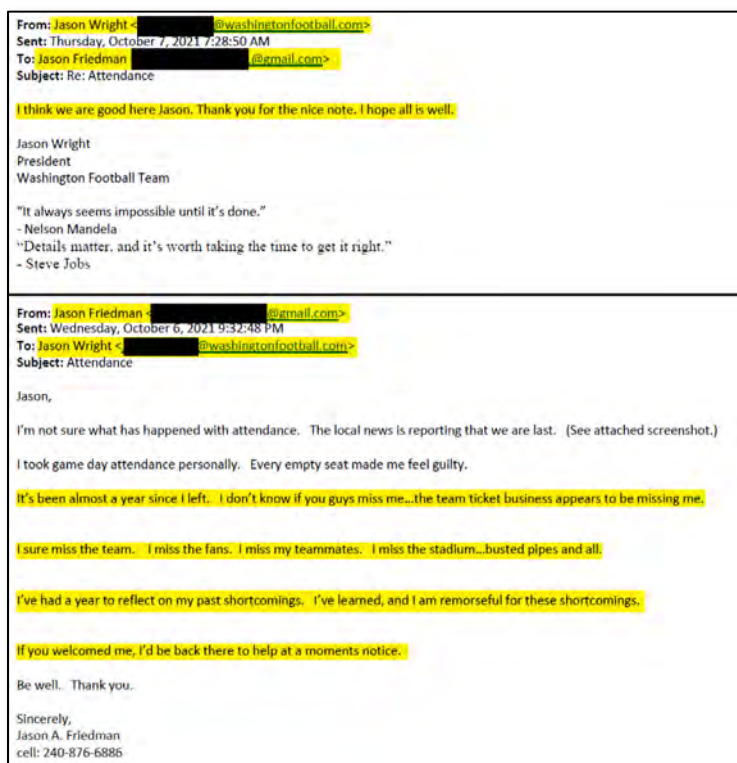 From: Jason Wright < @washingtonfootball.com>
Sent: Thursday, October 7, 2021 7:28:50 AM
To: Jason Friedman @gmail.com>
Subject: Re: Attendance
I think we are good here Jason. Thank you for the nice note. I hope all is well.
Jason Wright
President
Washington Football Team
"It always seems impossible until it's done."
- Nelson Mandela
"Details matter, and it's worth taking the time to get it right."
- Steve Jobs
From: Jason Friedman < @gmail.com>
Sent: Wednesday, October 6, 2021 9:32:48 PM
To: Jason Wright < @washingtonfootball.com>
Subject: Attendance
Jason,
I'm not sure what has happened with attendance. The local news is reporting that we are last. (See attached screenshot.)
I took game day attendance personally. Every empty seat made me feel guilty.
It's been almost a year since I left. I don't know if you guys miss me...the team ticket business appears to be missing me.
I sure miss the team. I miss the fans. I miss my teammates. I miss the stadium...busted pipes and all.
I've had a year to reflect on my past shortcomings. I've learned, and I am remorseful for these shortcomings.
If you welcomed me, I'd be back there to help at a moments notice.
Be well. Thank you.
Sincerely,
Jason A. Friedman
cell: 240-876-6886